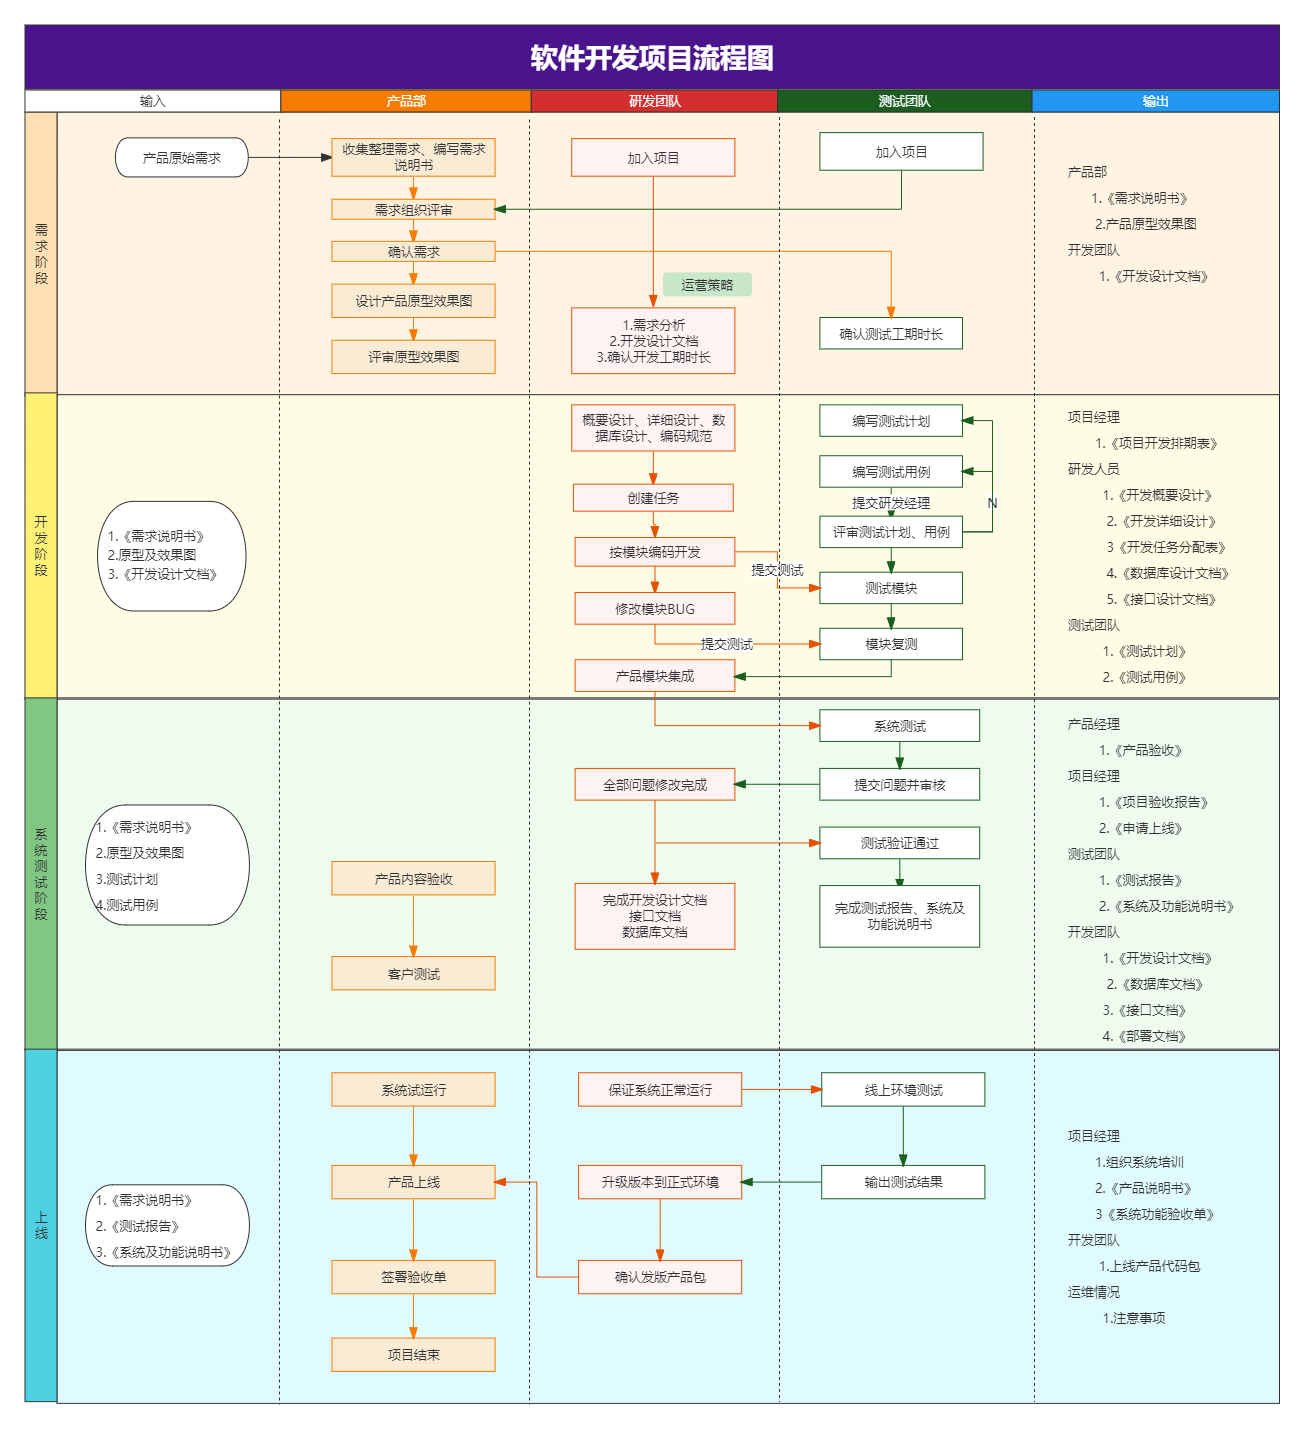 软件开发项目流程图
输入
产品部
研发团队
测试团队
输出
需求阶段
产品原始需求
收集整理需求、编写需求
说明书
需求组织评审
确认需求
设计产品原型效果图
评审原型效果图
加入项目
运营策略
1.需求分析
2.开发设计文档
3.确认开发工期时长
加入项目
确认测试工期时长
产品部
1.《需求说明书》
2.产品原型效果图
开发团队
1.《开发设计文档》
开发阶段
1.《需求说明书》
2.原型及效果图
3.《开发设计文档》
概要设计、详细设计、数
据库设计、编码规范
创建任务
按模块编码开发
提交测试
修改模块BUG
提交测试
产品模块集成
编写测试计划
编写测试用例
提交研发经理
N
评审测试计划、用例
测试模块
模块复测
项目经理
1.《项目开发排期表》
研发人员
1.《开发概要设计》
2.《开发详细设计》
3《开发任务分配表》
4.《数据库设计文档》
5.《接口设计文档》
测试团队
1.《测试计划》
2.《测试用例》
系统测试阶段
1.《需求说明书》
2.原型及效果图
3.测试计划
4.测试用例
产品内容验收
客户测试
全部问题修改完成
完成开发设计文档
接口文档
数据库文档
系统测试
提交问题并审核
测试验证通过
完成测试报告、系统及
功能说明书
产品经理
1.《产品验收》
项目经理
1.《项目验收报告》
2.《申请上线》
测试团队
1.《测试报告》
2.《系统及功能说明书》
开发团队
1.《开发设计文档》
2.《数据库文档》
3.《接口文档》
4.《部署文档》
上线
1.《需求说明书》
2.《测试报告》
3.《系统及功能说明书》
系统试运行
产品上线
签署验收单
项目结束
保证系统正常运行
升级版本到正式环境
确认发版产品包
线上环境测试
输出测试结果
项目经理
1.组织系统培训
2.《产品说明书》
3《系统功能验收单》
开发团队
1.上线产品代码包
运维情况
1.注意事项